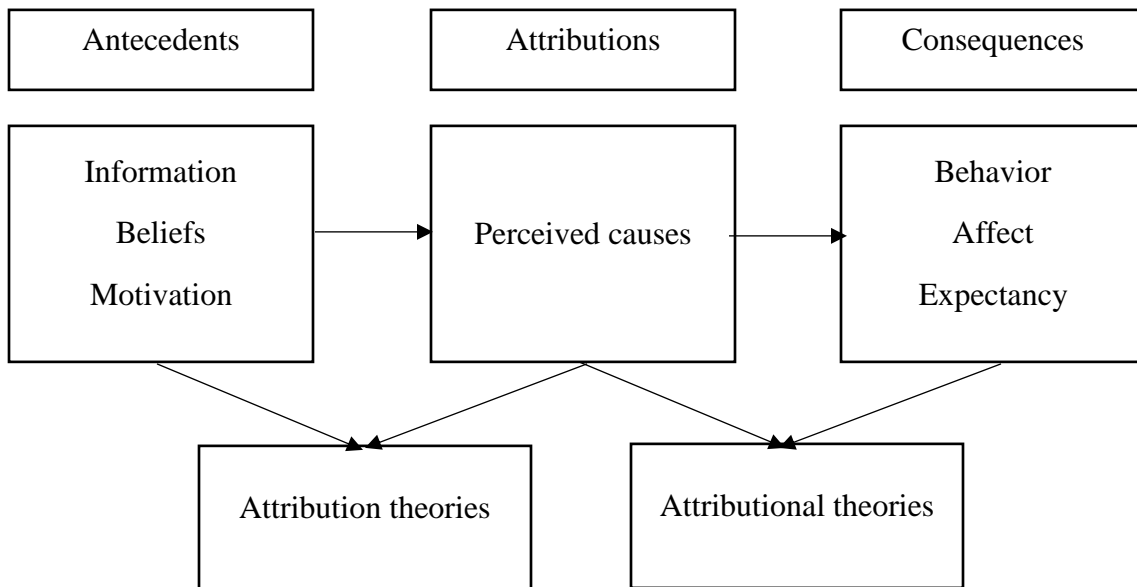 Antecedents
Attributions
Consequences
Information
Beliefs
Motivation
Perceived causes
Behavior
Affect
Expectancy
Attribution theories
Attributional theories